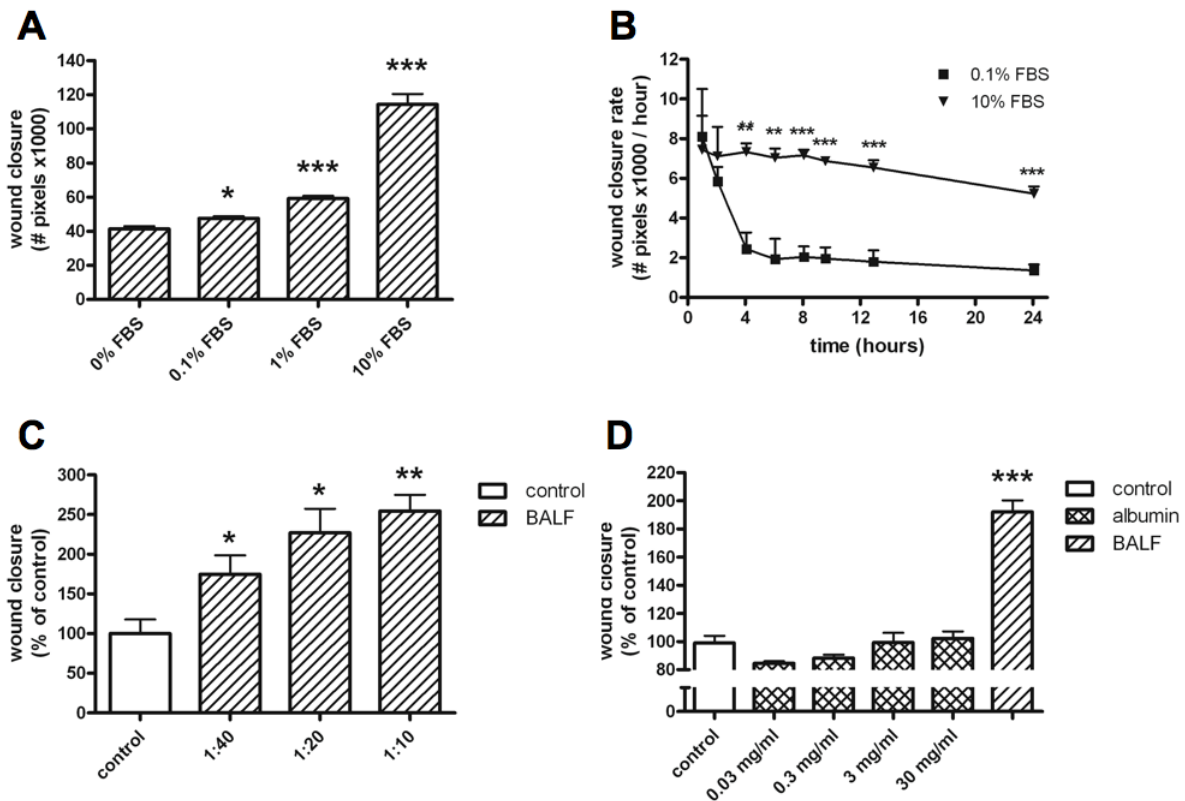 A
wound closure
(# pixels x1000)
140
120
100
80
60
40
20
0
*
***
***
0% FBS
0.1% FBS
1% FBS
10% FBS
B
wound closure rate
(# pixels x1000 / hour)
12
10
8
6
4
2
0
0.1% FBS
10% FBS
**
**
***
***
***
***
0
4
8
12
16
20
24
time (hours)
C
wound closure
(% of control)
300
250
200
150
100
50
0
*
*
**
control
1:40
1:20
1:10
control
BALF
D
wound closure
(% of control)
220
200
180
160
140
120
100
80
0
***
control
0.03 mg/ml
0.3 mg/ml
3 mg/ml
30 mg/ml
control
albumin
BALF